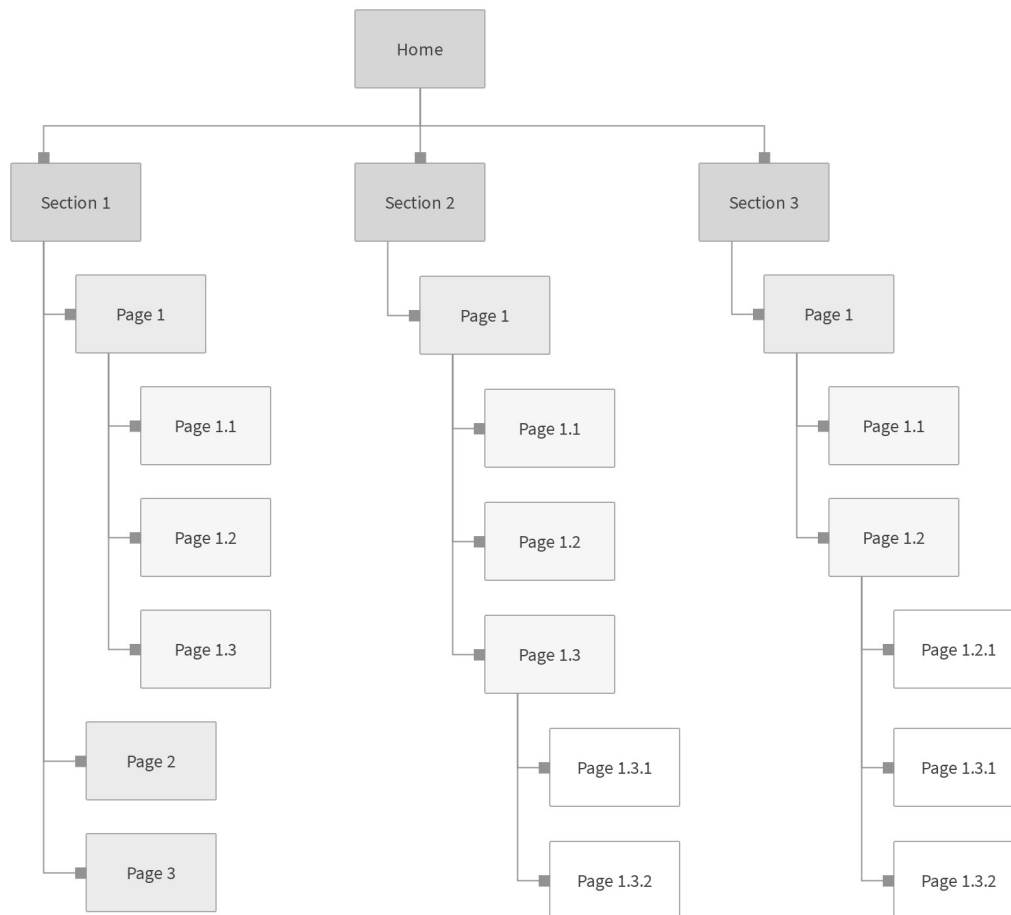 Home
Section 1
Section 2
Section 3
Page 1
Page 1
Page 1
Page 1.1
Page 1.1
Page 1.1
Page 1.2
Page 1.2
Page 1.2
Page 1.3
Page 1.3
Page 1.2.1
Page 2
Page 1.3.1
Page 1.3.1
Page 3
Page 1.3.2
Page 1.3.2